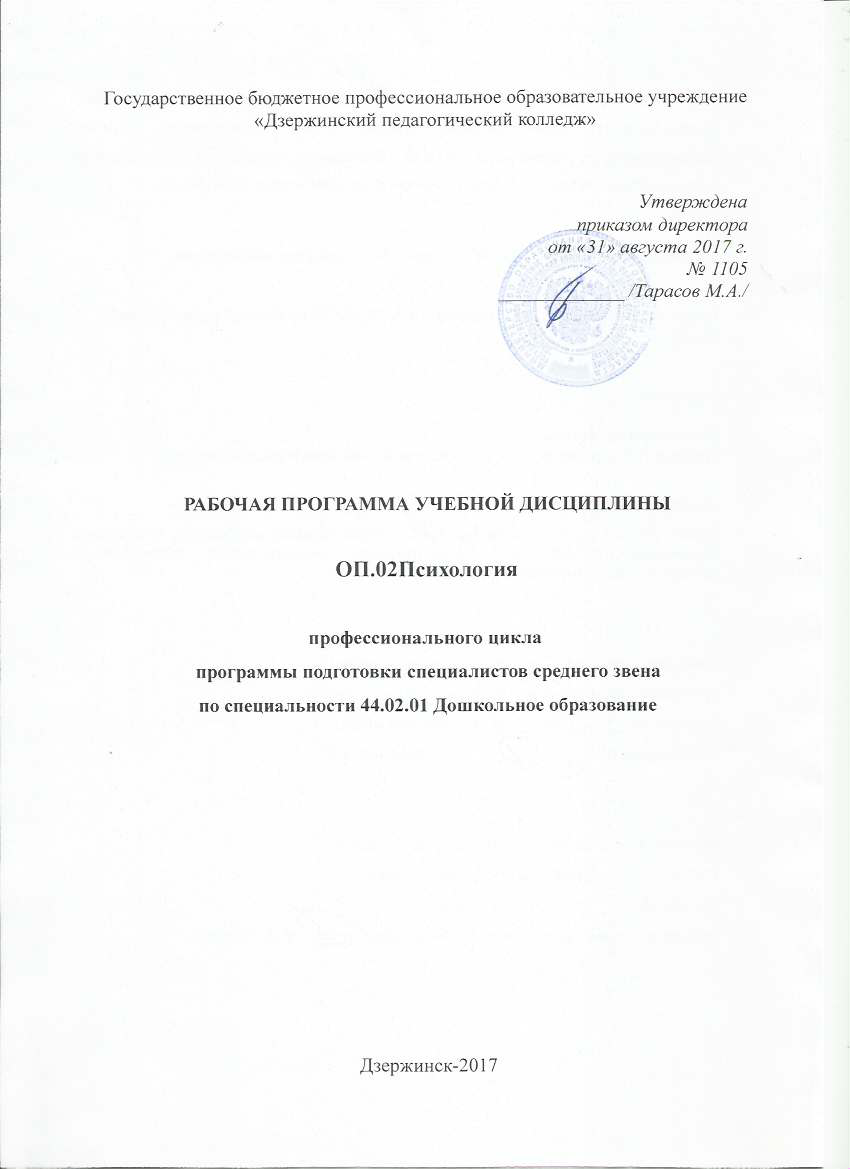 Государственное бюджетное профессиональное образовательное учреждение
«Дзержинский педагогический колледж»
Утверждена
приказом директора
от «31» августа 2017 г.
№ 1105
_____________/Тарасов М.А./
РАБОЧАЯ ПРОГРАММА УЧЕБНОЙ ДИСЦИПЛИНЫ
ОП.02Психология
профессионального цикла
программы подготовки специалистов среднего звена
по специальности 44.02.01 Дошкольное образование
Дзержинск-2017